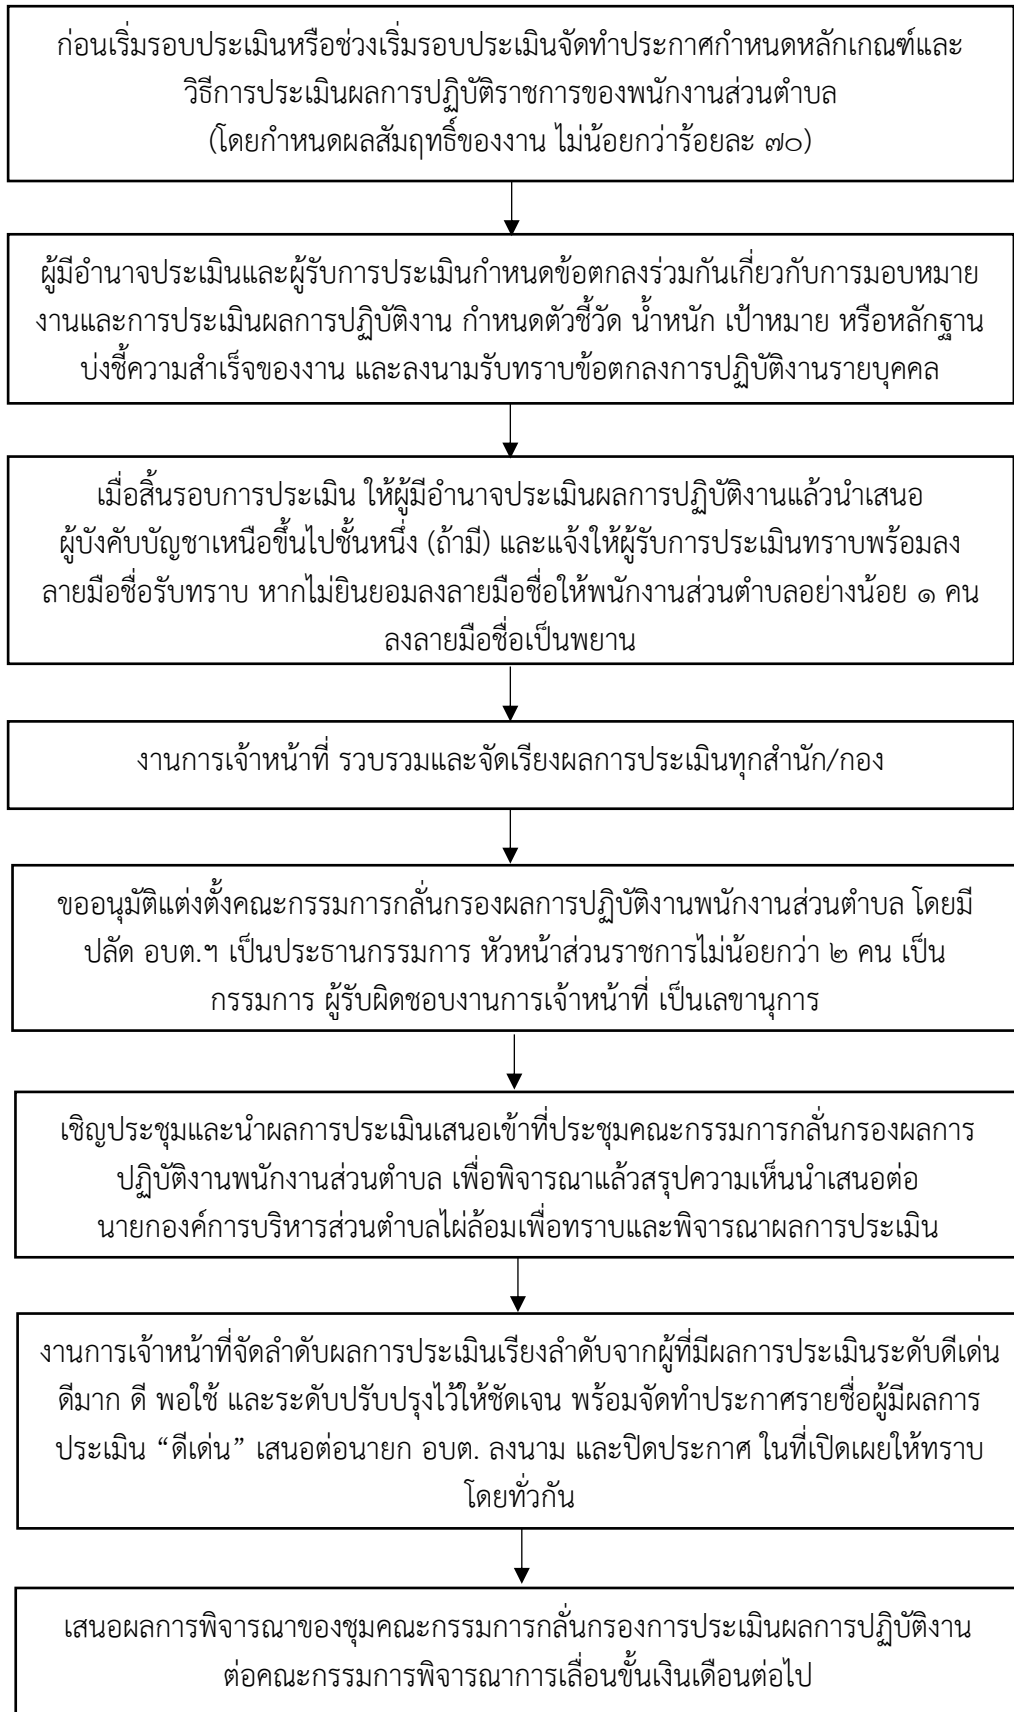 ก่อนเริ่มรอบประเมินหรือช่วงเริ่มรอบประเมินจัดทำประกาศกำหนดหลักเกณฑ์และ
วิธีการประเมินผลการปฏิบัติราชการของพนักงานส่วนตำบล
(โดยกำหนดผลสัมฤทธิ์ของงาน ไม่น้อยกว่าร้อยละ ๗๐)
ผู้มีอำนาจประเมินและผู้รับการประเมินกำหนดข้อตกลงร่วมกันเกี่ยวกับการมอบหมาย
งานและการประเมินผลการปฏิบัติงาน กำหนดตัวชี้วัด น้ำหนัก เป้าหมาย หรือหลักฐาน
บ่งชี้ความสำเร็จของงาน และลงนามรับทราบข้อตกลงการปฏิบัติงานรายบุคคล
เมื่อสิ้นรอบการประเมิน ให้ผู้มีอำนาจประเมินผลการปฏิบัติงานแล้วนำเสนอ
ผู้บังคับบัญชาเหนือขึ้นไปชั้นหนึ่ง (ถ้ามี) และแจ้งให้ผู้รับการประเมินทราบพร้อมลง
ลายมือชื่อรับทราบ หากไม่ยินยอมลงลายมือชื่อให้พนักงานส่วนตำบลอย่างน้อย ๑ คน
ลงลายมือชื่อเป็นพยาน
งานการเจ้าหน้าที่ รวบรวมและจัดเรียงผลการประเมินทุกสำนัก/กอง
ขออนุมัติแต่งตั้งคณะกรรมการกลั่นกรองผลการปฏิบัติงานพนักงานส่วนตำบล โดยมี
ปลัด อบต.ฯ เป็นประธานกรรมการ หัวหน้าส่วนราชการไม่น้อยกว่า ๒ คน เป็น
กรรมการ ผู้รับผิดชอบงานการเจ้าหน้าที่ เป็นเลขานุการ
เชิญประชุมและนำผลการประเมินเสนอเข้าที่ประชุมคณะกรรมการกลั่นกรองผลการ
ปฏิบัติงานพนักงานส่วนตำบล เพื่อพิจารณาแล้วสรุปความเห็นนำเสนอต่อ
นายกองค์การบริหารส่วนตำบลไผ่ล้อมเพื่อทราบและพิจารณาผลการประเมิน
งานการเจ้าหน้าที่จัดลำดับผลการประเมินเรียงลำดับจากผู้ที่มีผลการประเมินระดับดีเด่น
ดีมาก ดี พอใช้ และระดับปรับปรุงไว้ให้ชัดเจน พร้อมจัดทำประกาศรายชื่อผู้มีผลการ
ประเมิน “ดีเด่น” เสนอต่อนายก อบต. ลงนาม และปิดประกาศ ในที่เปิดเผยให้ทราบ
โดยทั่วกัน
เสนอผลการพิจารณาของชุมคณะกรรมการกลั่นกรองการประเมินผลการปฏิบัติงาน
ต่อคณะกรรมการพิจารณาการเลื่อนขั้นเงินเดือนต่อไป